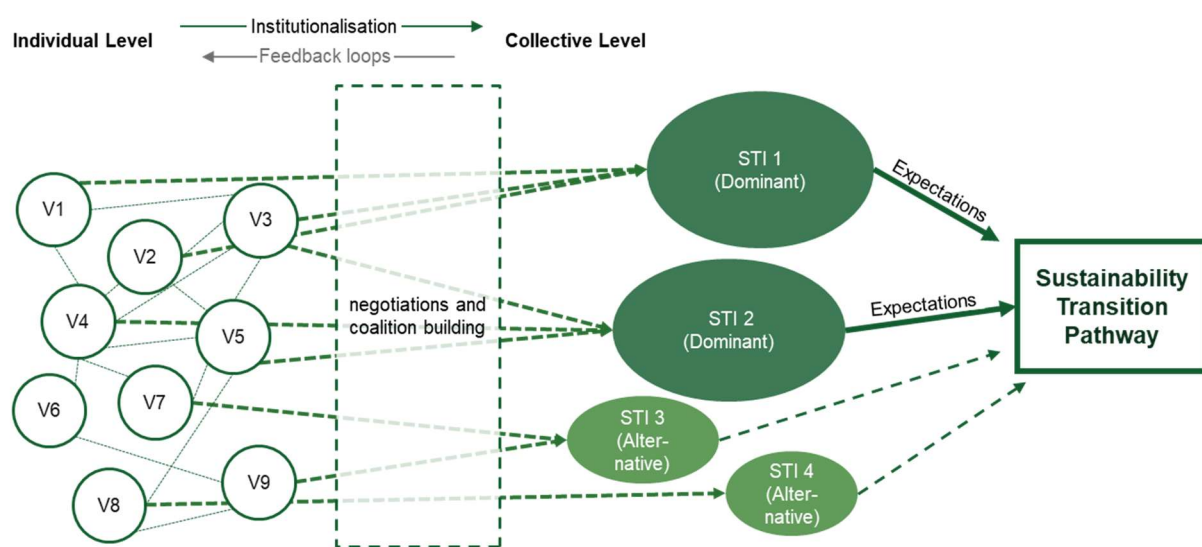 Individual Level
Institutionalisation
Collective Level
Feedback loops
STI 1
(Dominant)
Expectations
V1
V3
V2
Sustainability
Transition
Pathway
negotiations and
coalition building
Expectations
V4
V5
STI 2
(Dominant)
V6
V7
STI 3
(Alter-
native)
V9
V8
STI 4
(Alter-
native)